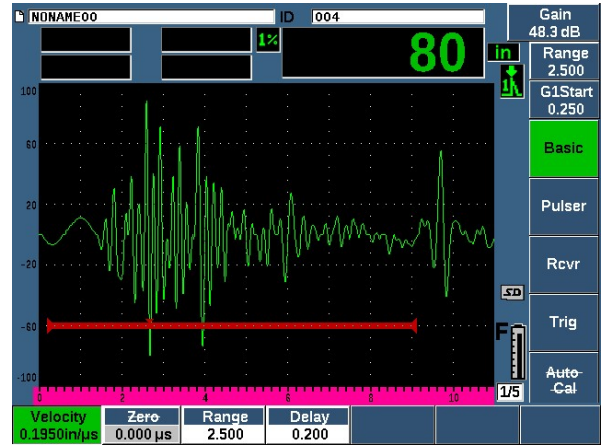 NONAME00
ID 004
Gain
48.3 dB
1%
80
in
Range
2.500
G1Start
0.250
1
100
60
20
-20
-60
-100
Basic
Pulser
Rcvr
SD
Trig
F
1/5
Auto
Cal
0 2 4 6 8 10
Velocity
0.1950in/µs
Zero
0.000 µs
Range
2.500
Delay
0.200